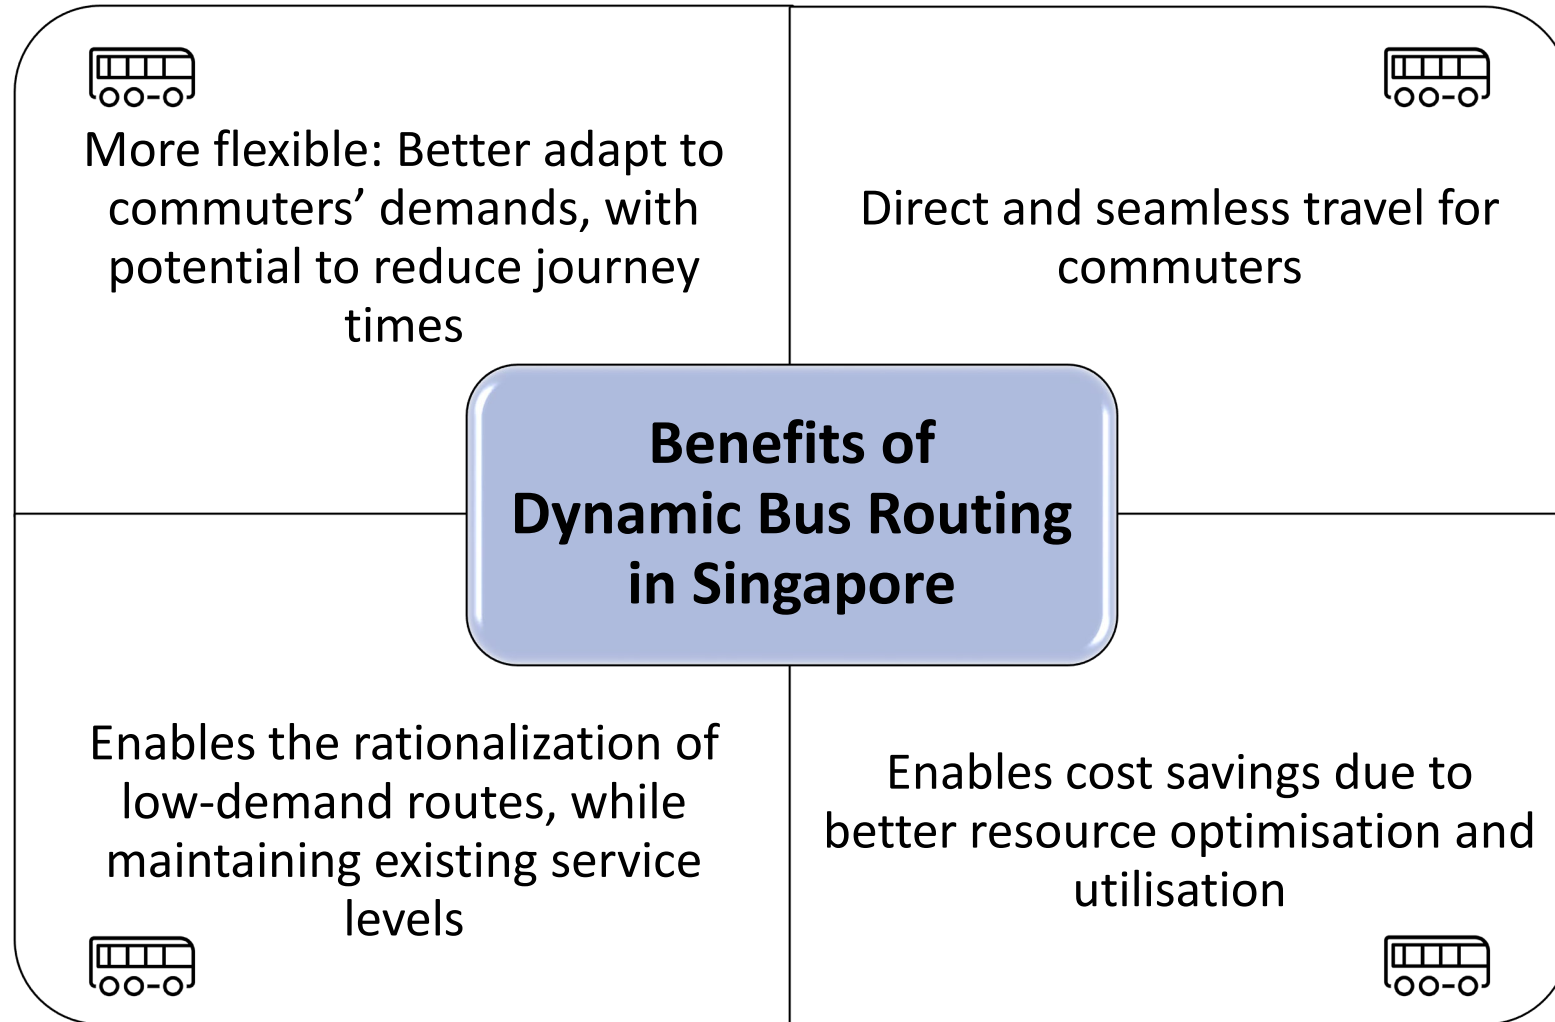 More flexible: Better adapt to
commuters’ demands, with
potential to reduce journey
times
Direct and seamless travel for
commuters
Benefits of
Dynamic Bus Routing
in Singapore
Enables the rationalization of
low-demand routes, while
maintaining existing service
levels
Enables cost savings due to
better resource optimisation and
utilisation